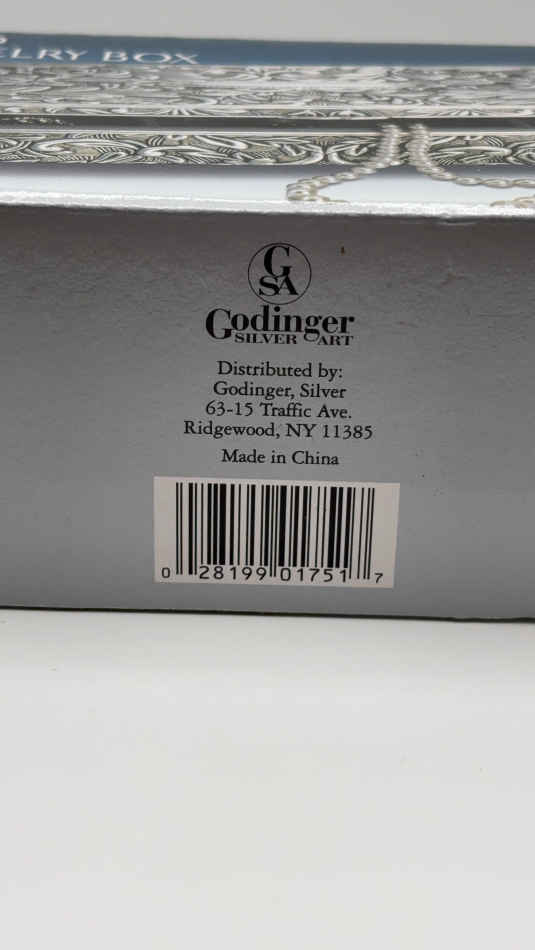 ELRY BOX
GSA
Godinger
SILVER ART
Distributed by:
Godinger, Silver
63-15 Traffic Ave.
Ridgewood, NY 11385
Made in China
0 28199 01751 7